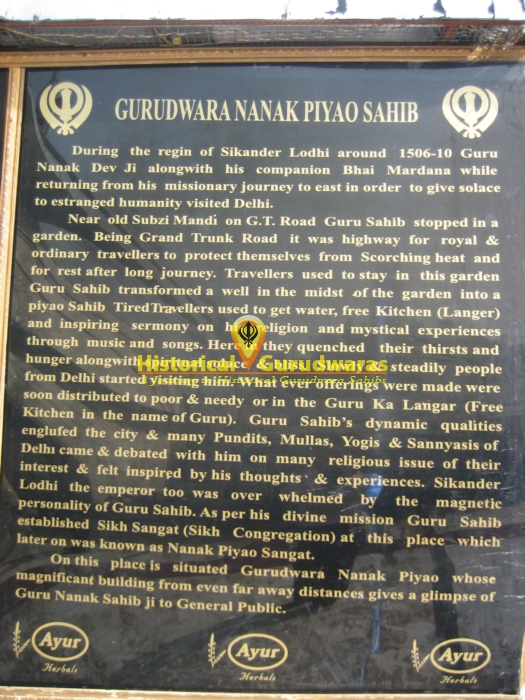 GURUDWARA NANAK PIYAO SAHIB
During the regin of Sikander Lodhi around 1506-10 Guru
Nanak Dev Ji alongwith his companion Bhai Mardana while
returning from his missionary journey to east in order to give solace
to estranged humanity visited Delhi.
Near old Subzi Mandi on G.T. Road Guru Sahib stopped in a
garden. Being Grand Trunk Road it was highway for royal &
ordinary travellers to protect themselves from Scorching heat and
for rest after long journey. Travellers used to stay in this garden
Guru Sahib transformed a well in the midst of the garden into a
piyao Sahib Tired Travellers used to get water, free Kitchen (Langer)
and inspiring sermony on religion and mystical experiences
through music and songs. Here they quenched their thirsts and
hunger alongwith & steadily people
Historical Gurudwaras
from Delhi started visiting him. What ever offerings were made were
soon distributed to poor & needy or in the Guru Ka Langar (Free
Kitchen in the name of Guru). Guru Sahib's dynamic qualities
englufed the city & many Pundits, Mullas, Yogis & Sannyasis of
Delhi came & debated with him on many religious issue of their
interest & felt inspired by his thoughts & experiences. Sikander
Lodhi the emperor too was over whelmed by the magnetic
personality of Guru Sahib. As per his divine mission Guru Sahib
established Sikh Sangat (Sikh Congregation) at this place which
later on was known as Nanak Piyao Sangat.
On this place is situated Gurudwara Nanak Piyao whose
magnificant building from even far away distances gives a glimpse of
Guru Nanak Sahib ji to General Public.
Ayur Ayur Ayur
Herbals Herbals Herbals